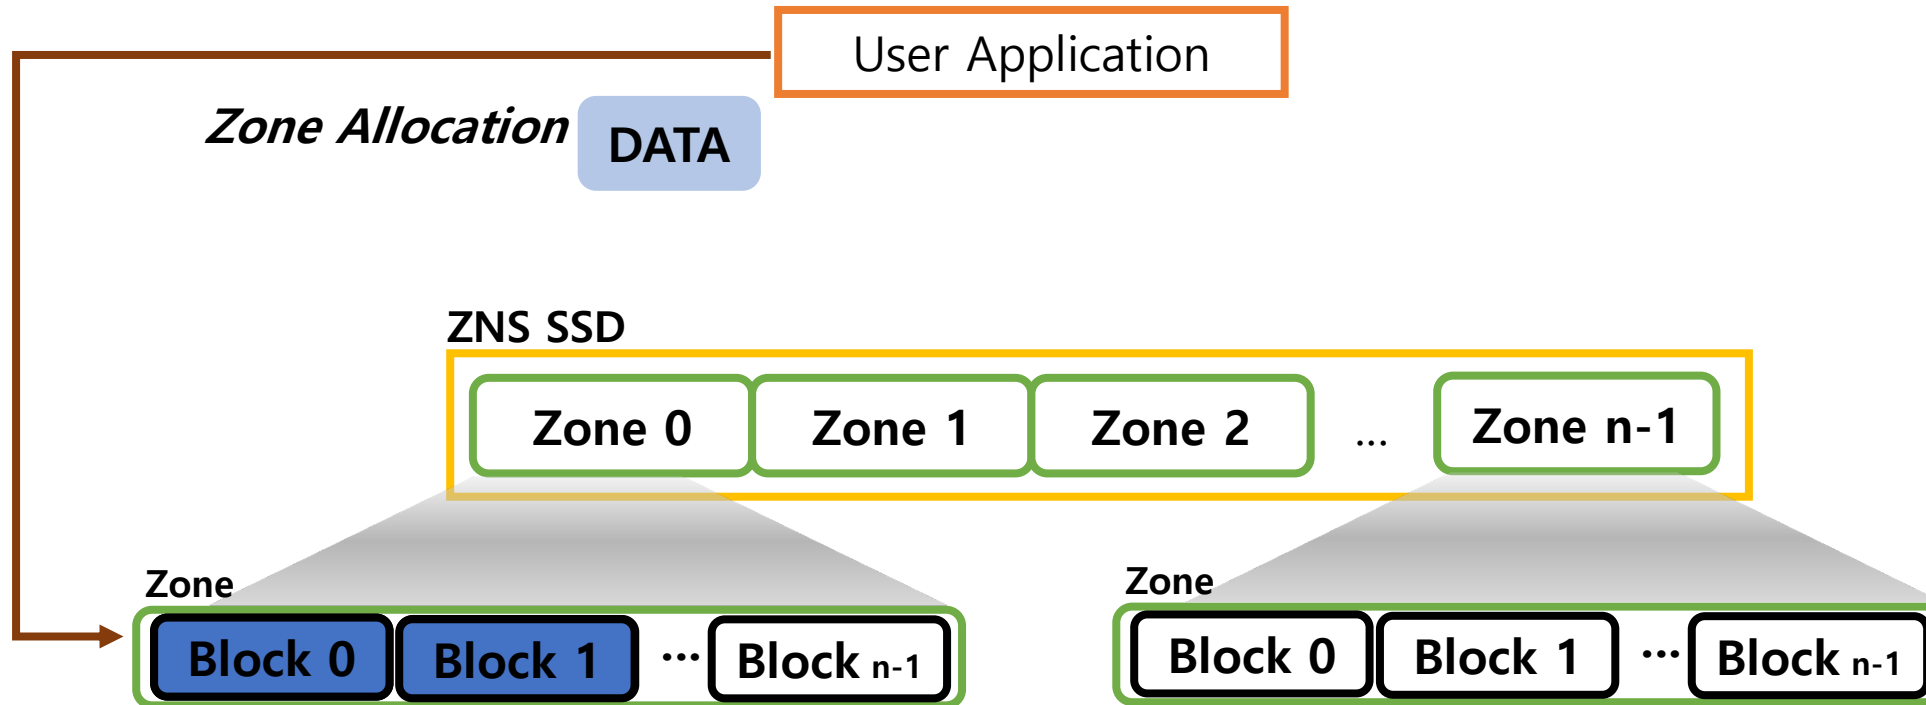 User Application
Zone Allocation
DATA
ZNS SSD
Zone 0 Zone 1 Zone 2 ... Zone n-1
Zone
Block 0 Block 1 ... Block n-1
Zone
Block 0 Block 1 ... Block n-1